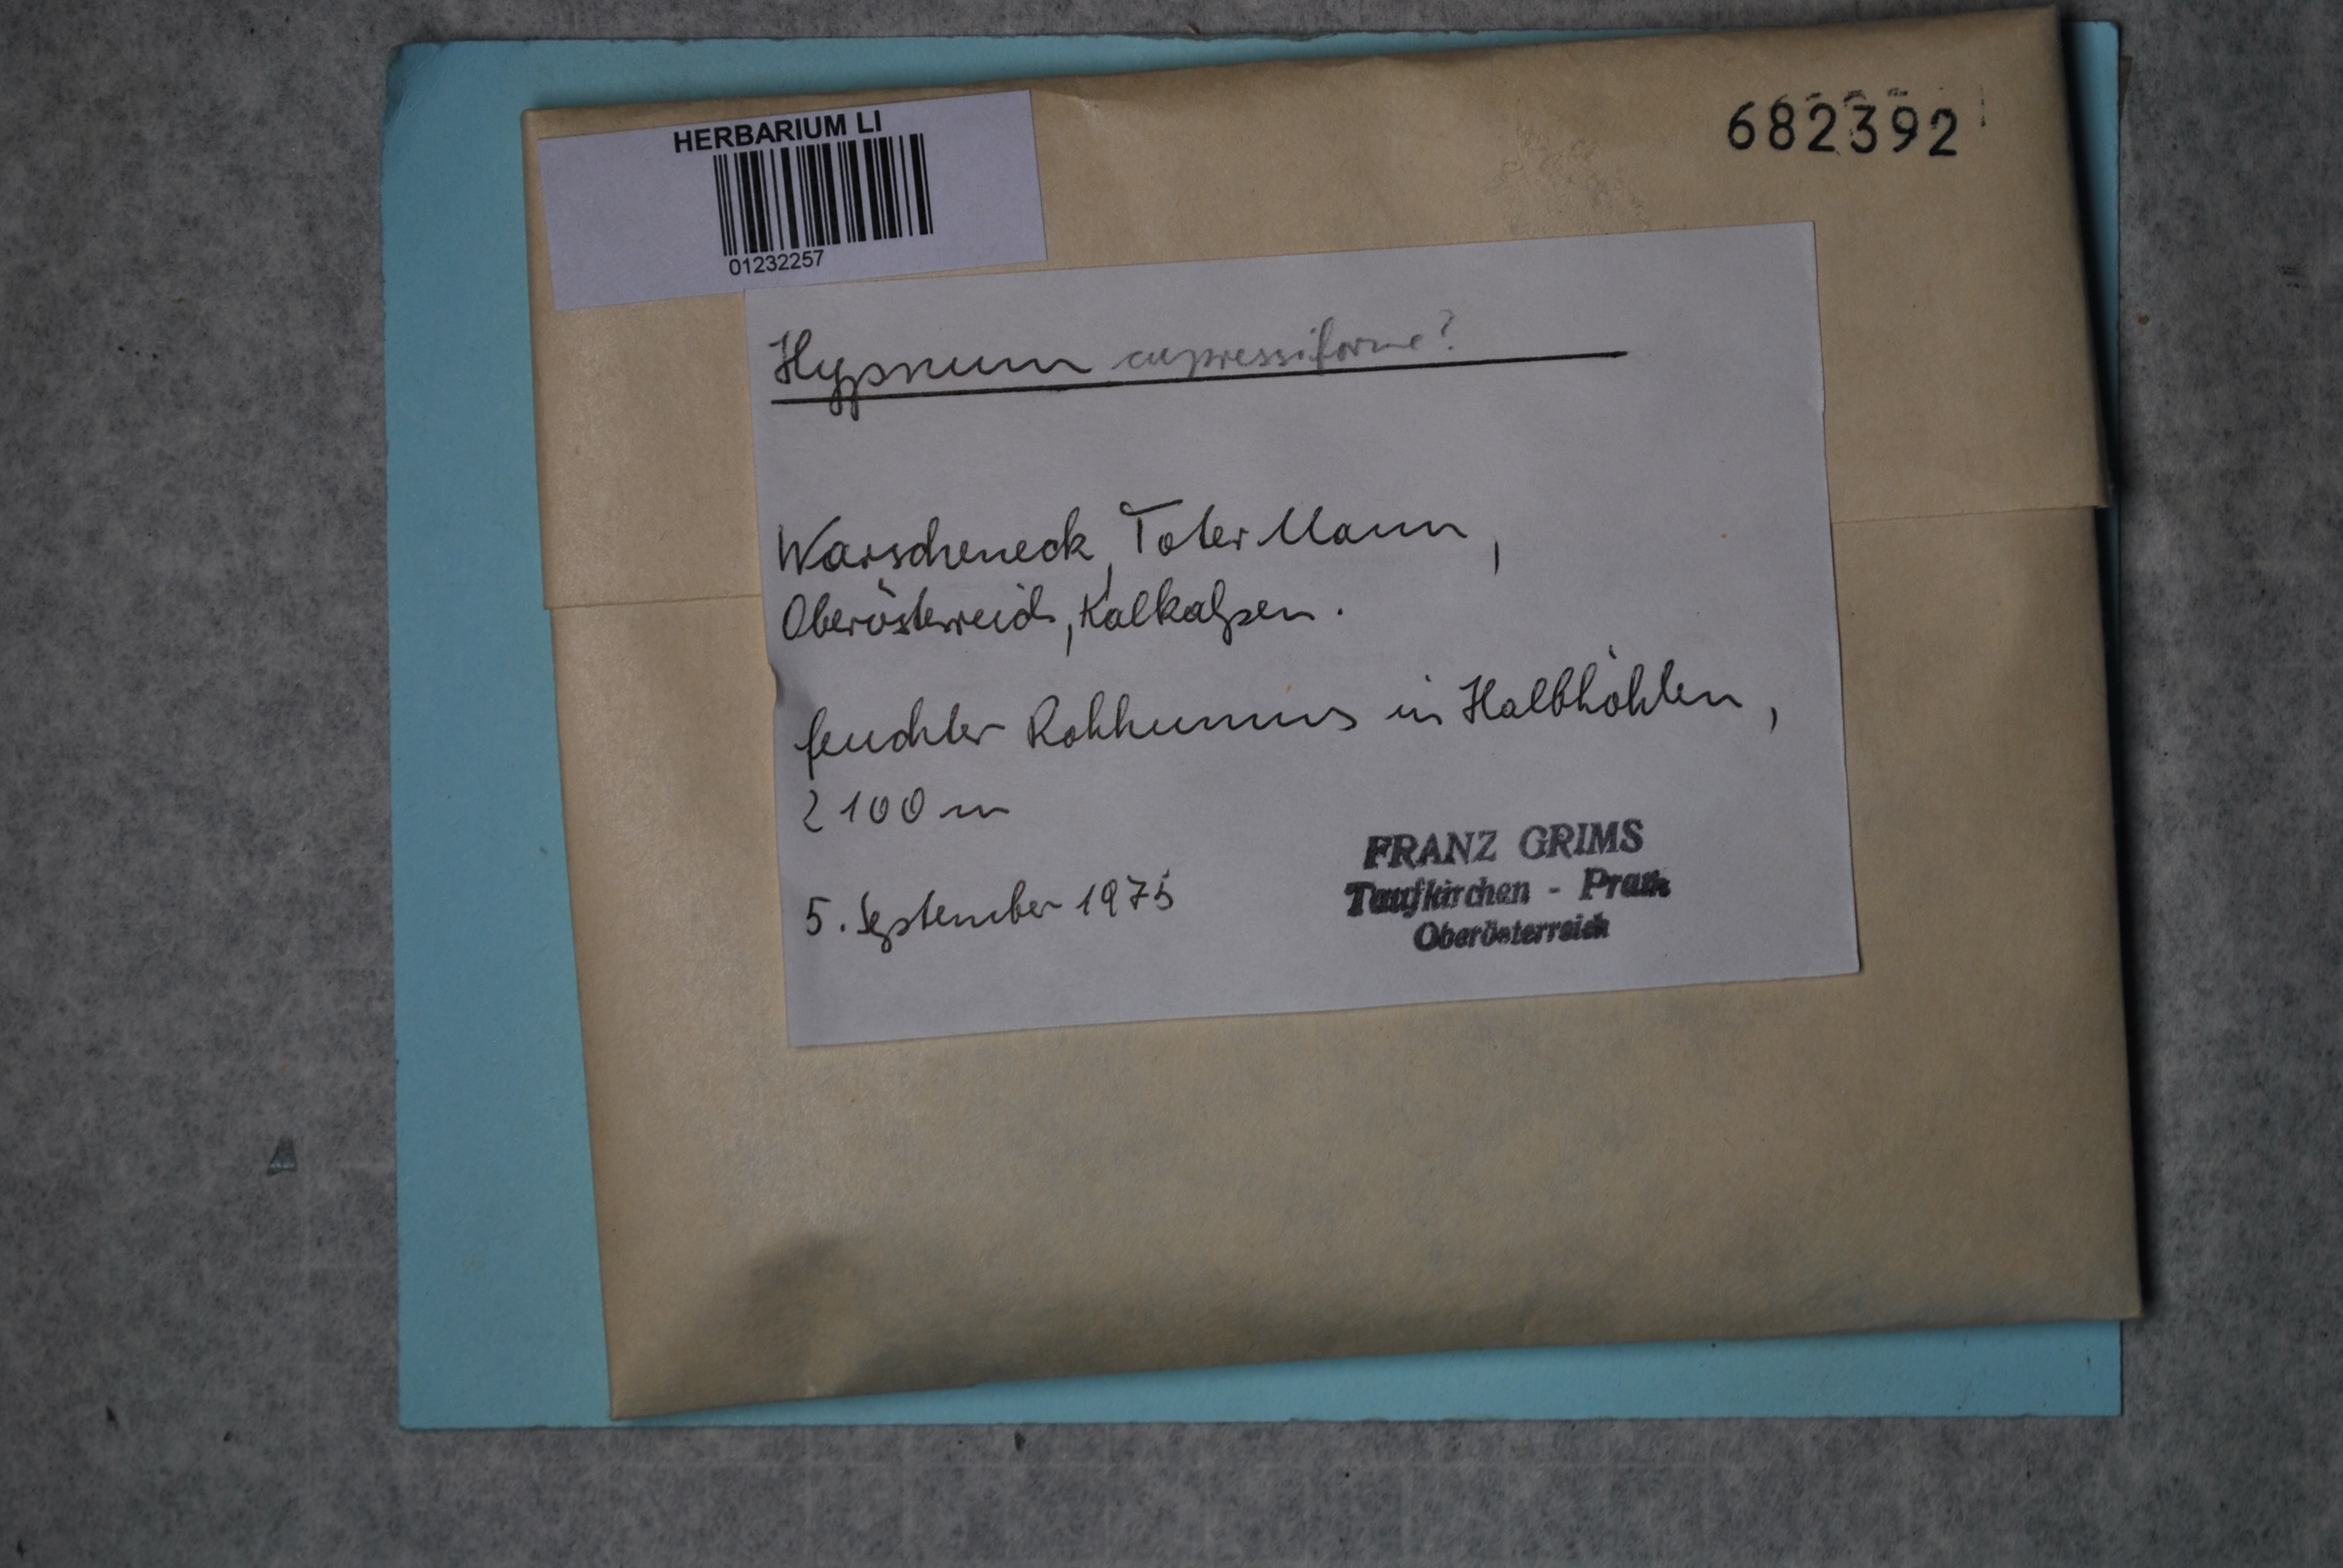 HERBARIUM LI
01232257
682392
Hypnum cupressiforme?
Warscheneck, Toter Mann,
Oberösterreich, Kalkalpen.
feuchter Rohhumus in Halbhöhlen,
2100 m
5. September 1975
FRANZ GRIMS
Taufkirchen - Pram
Oberösterreich